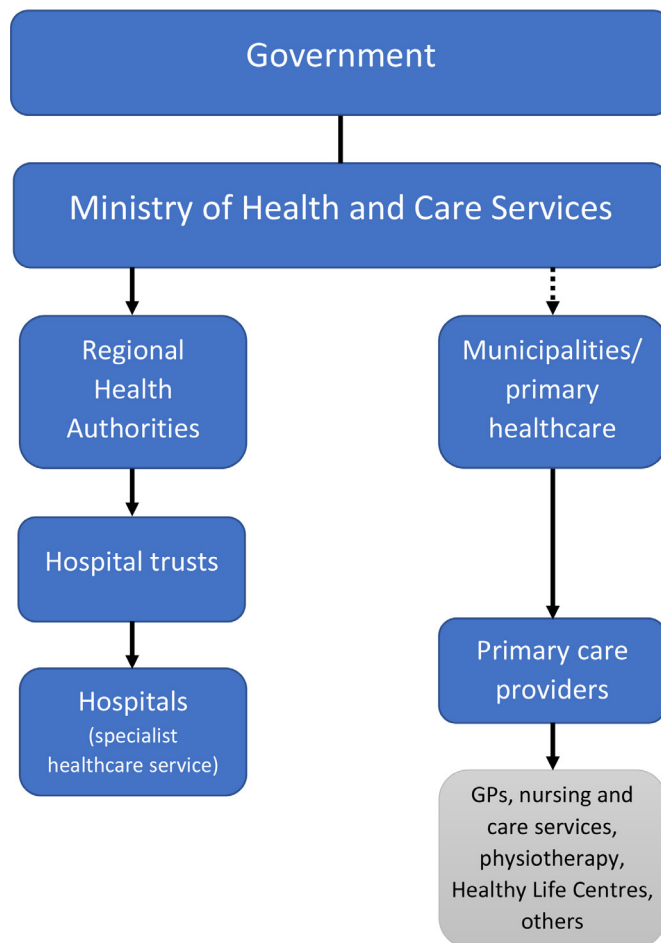 Government
Ministry of Health and Care Services
Regional
Health
Authorities
Municipalities/
primary
healthcare
Hospital trusts
Hospitals
(specialist
healthcare service)
Primary care
providers
GPs, nursing and
care services,
physiotherapy,
Healthy Life Centres,
others